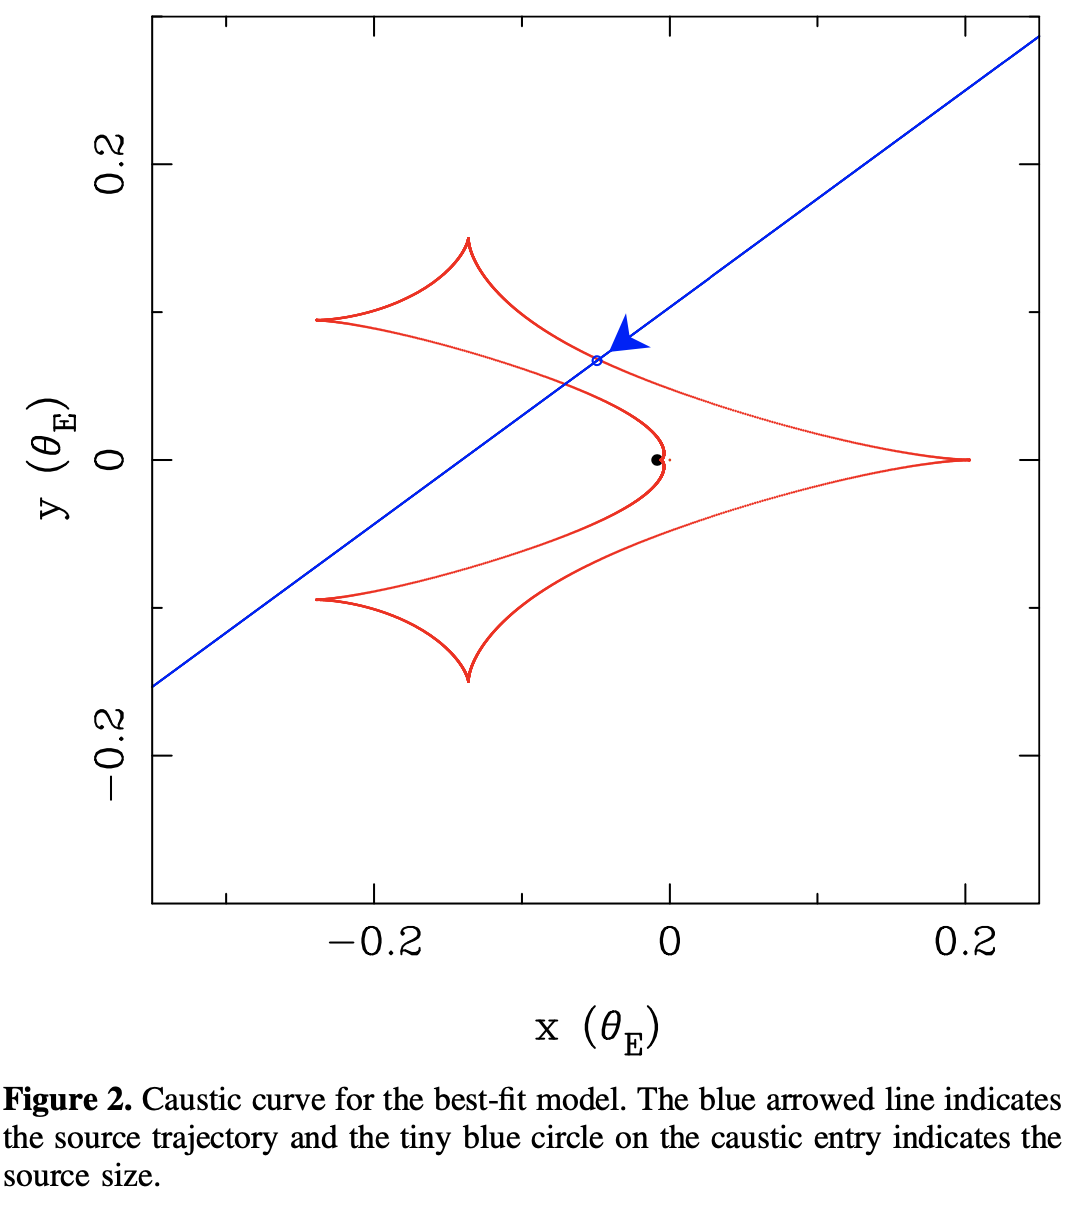 0.2
0
−0.2
y (θE)
−0.2 0 0.2
x (θE)
Figure 2. Caustic curve for the best-fit model. The blue arrowed line indicates
the source trajectory and the tiny blue circle on the caustic entry indicates the
source size.